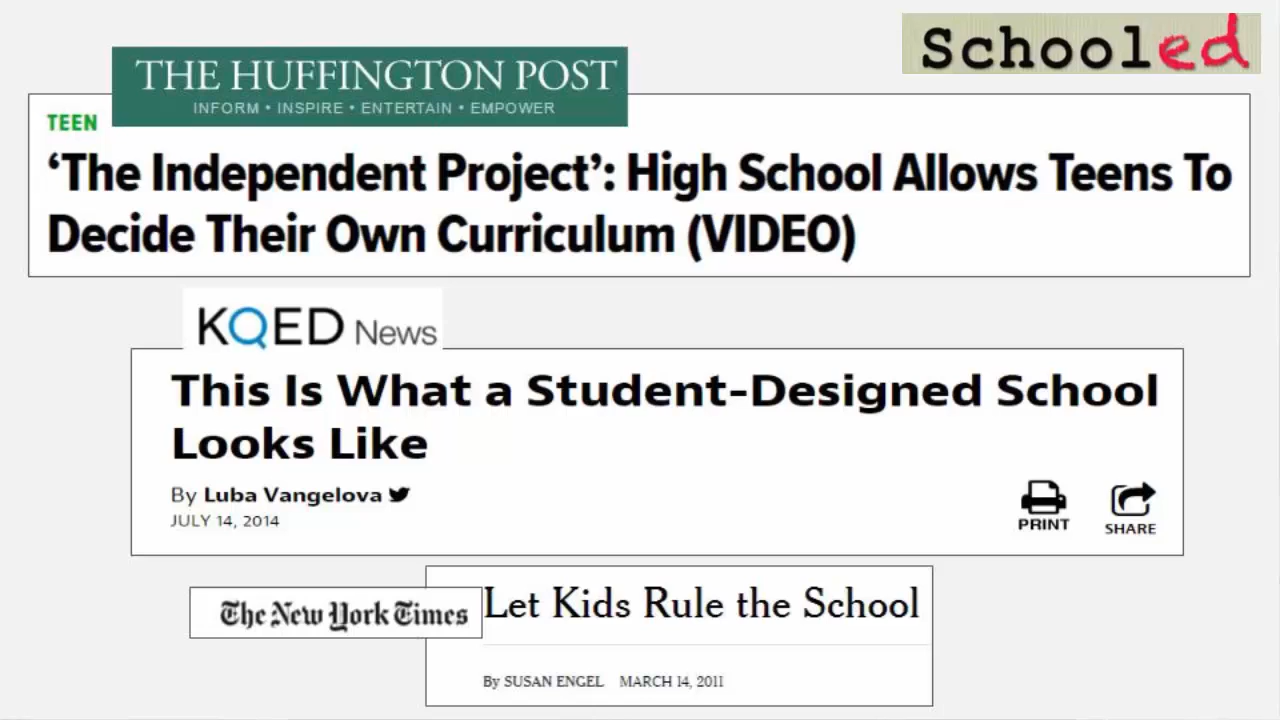 Schooled
THE HUFFINGTON POST
INFORM • INSPIRE • ENTERTAIN • EMPOWER
TEEN
‘The Independent Project’: High School Allows Teens To
Decide Their Own Curriculum (VIDEO)
KQED News
This Is What a Student-Designed School
Looks Like
By Luba Vangelova
JULY 14, 2014
PRINT
SHARE
The New York Times
Let Kids Rule the School
By SUSAN ENGEL MARCH 14, 2011